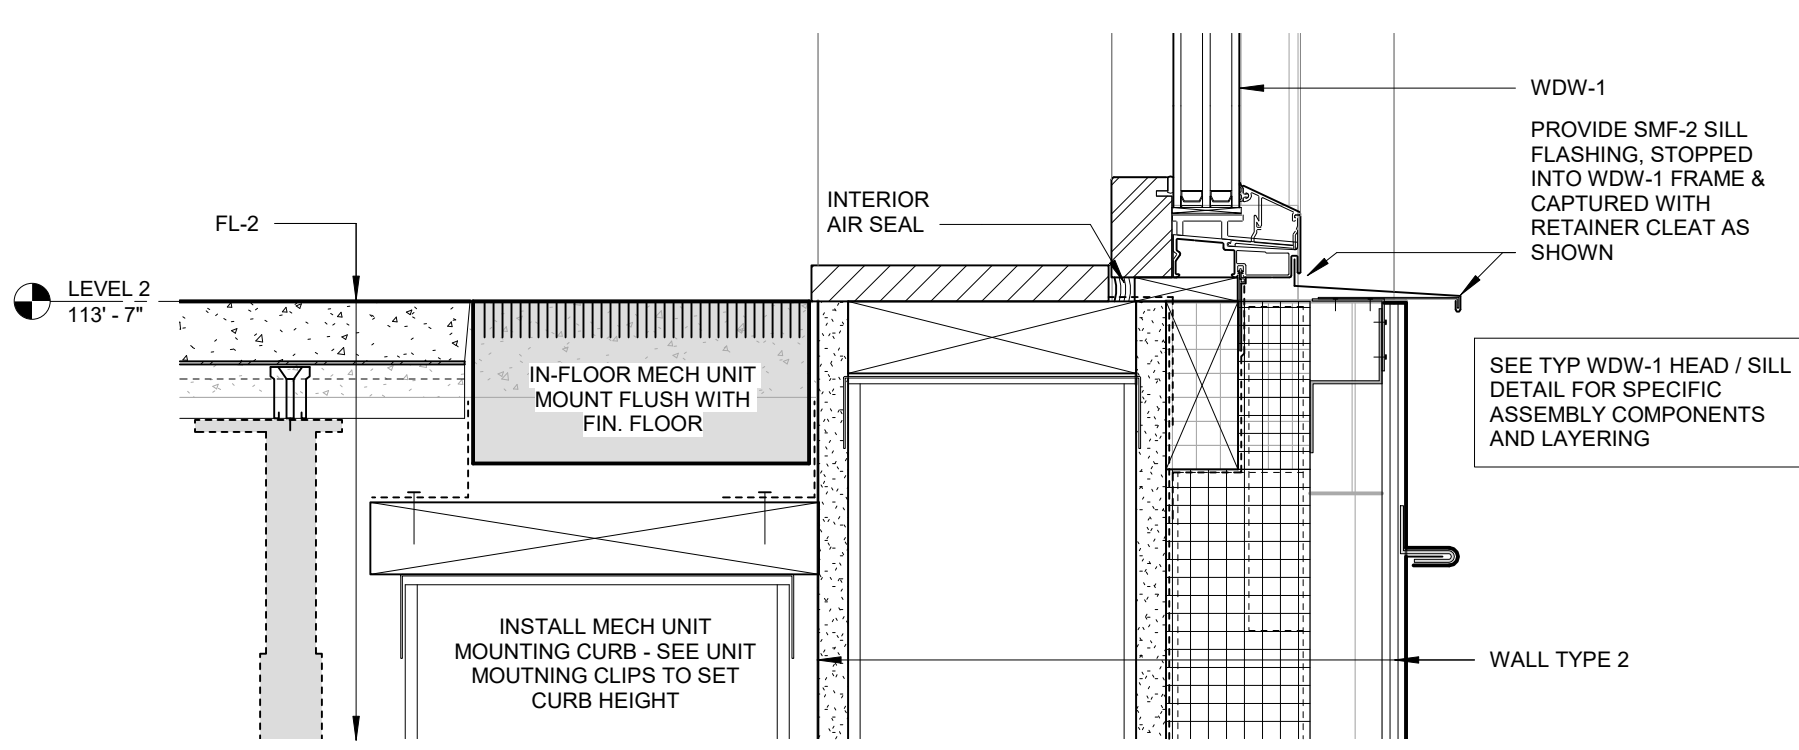 WDW-1
PROVIDE SMF-2 SILL
FLASHING, STOPPED
INTO WDW-1 FRAME &
CAPTURED WITH
RETAINER CLEAT AS
SHOWN
INTERIOR
AIR SEAL
FL-2
LEVEL 2
113' - 7"
IN-FLOOR MECH UNIT
MOUNT FLUSH WITH
FIN. FLOOR
SEE TYP WDW-1 HEAD / SILL
DETAIL FOR SPECIFIC
ASSEMBLY COMPONENTS
AND LAYERING
INSTALL MECH UNIT
MOUNTING CURB - SEE UNIT
MOUTNING CLIPS TO SET
CURB HEIGHT
WALL TYPE 2